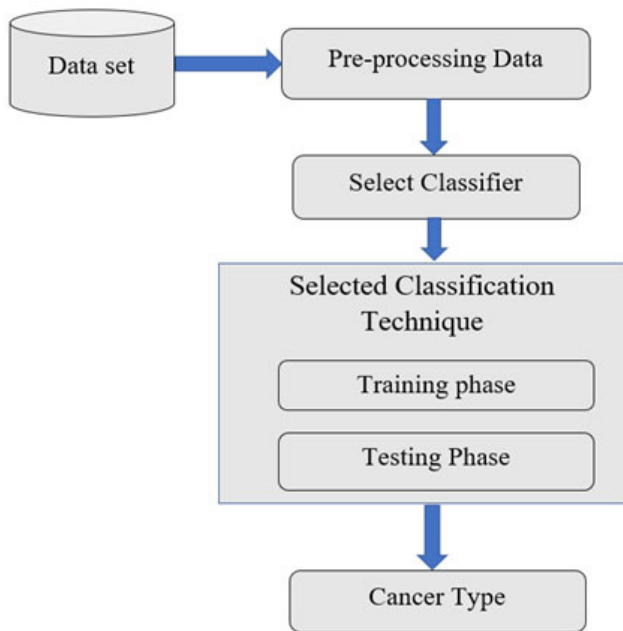 Data set
Pre-processing Data
Select Classifier
Selected Classification
Technique
Training phase
Testing Phase
Cancer Type